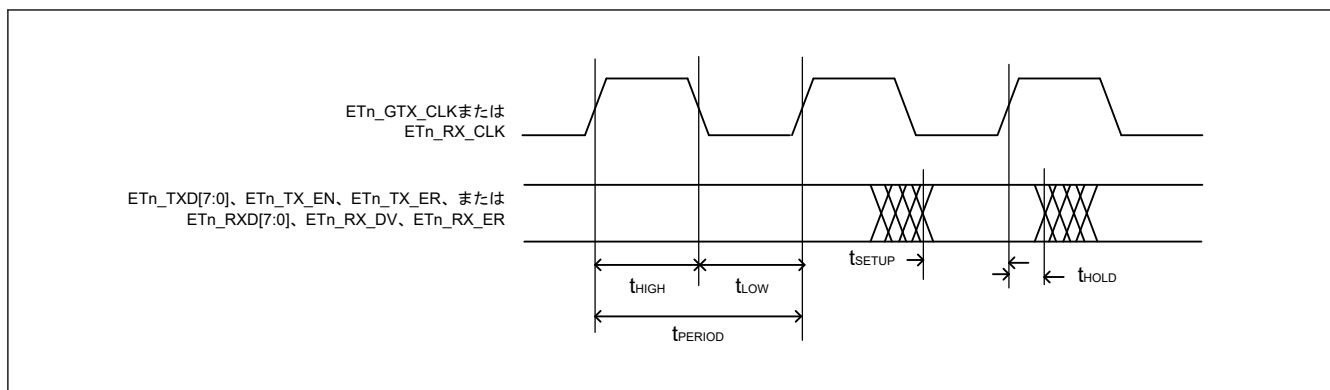 ETn_GTX_CLKまたは
ETn_RX_CLK
ETn_TXD[7:0]、ETn_TX_EN、ETn_TX_ER、または
ETn_RXD[7:0]、ETn_RX_DV、ETn_RX_ER
tHIGH
tLOW
tSETUP
tHOLD
tPERIOD